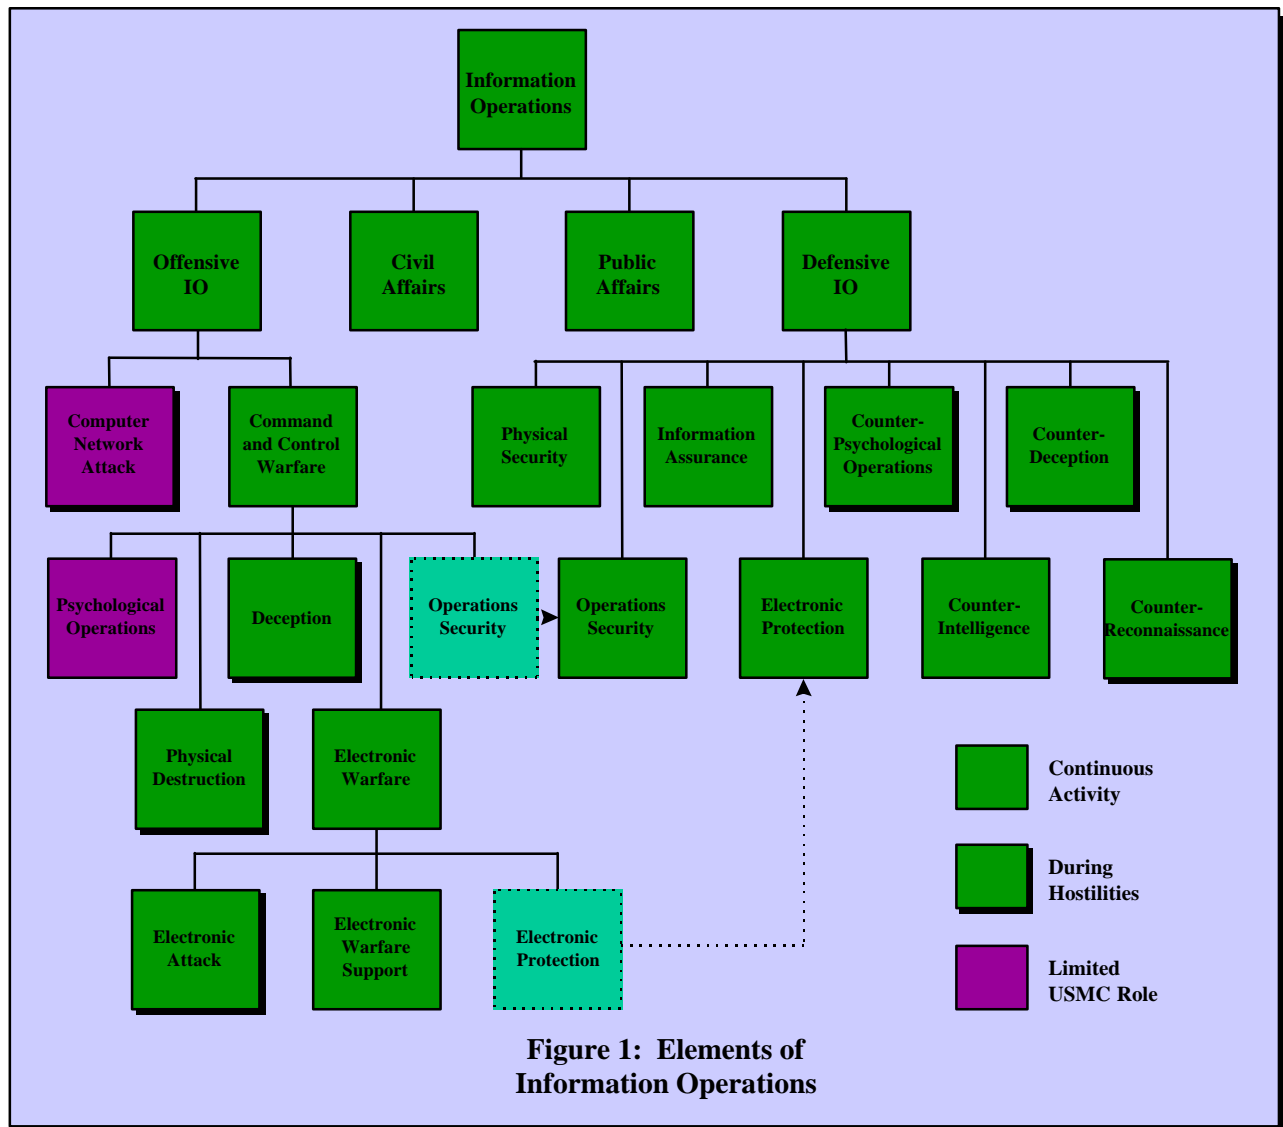 Information
Operations
Offensive
IO
Civil
Affairs
Public
Affairs
Defensive
IO
Computer
Network
Attack
Command
and Control
Warfare
Physical
Security
Information
Assurance
Counter-
Psychological
Operations
Counter-
Deception
Psychological
Operations
Deception
Operations
Security
Operations
Security
Electronic
Protection
Counter-
Intelligence
Counter-
Reconnaissance
Physical
Destruction
Electronic
Warfare
Continuous
Activity
During
Hostilities
Electronic
Attack
Electronic
Warfare
Support
Electronic
Protection
Limited
USMC Role
Figure 1: Elements of
Information Operations